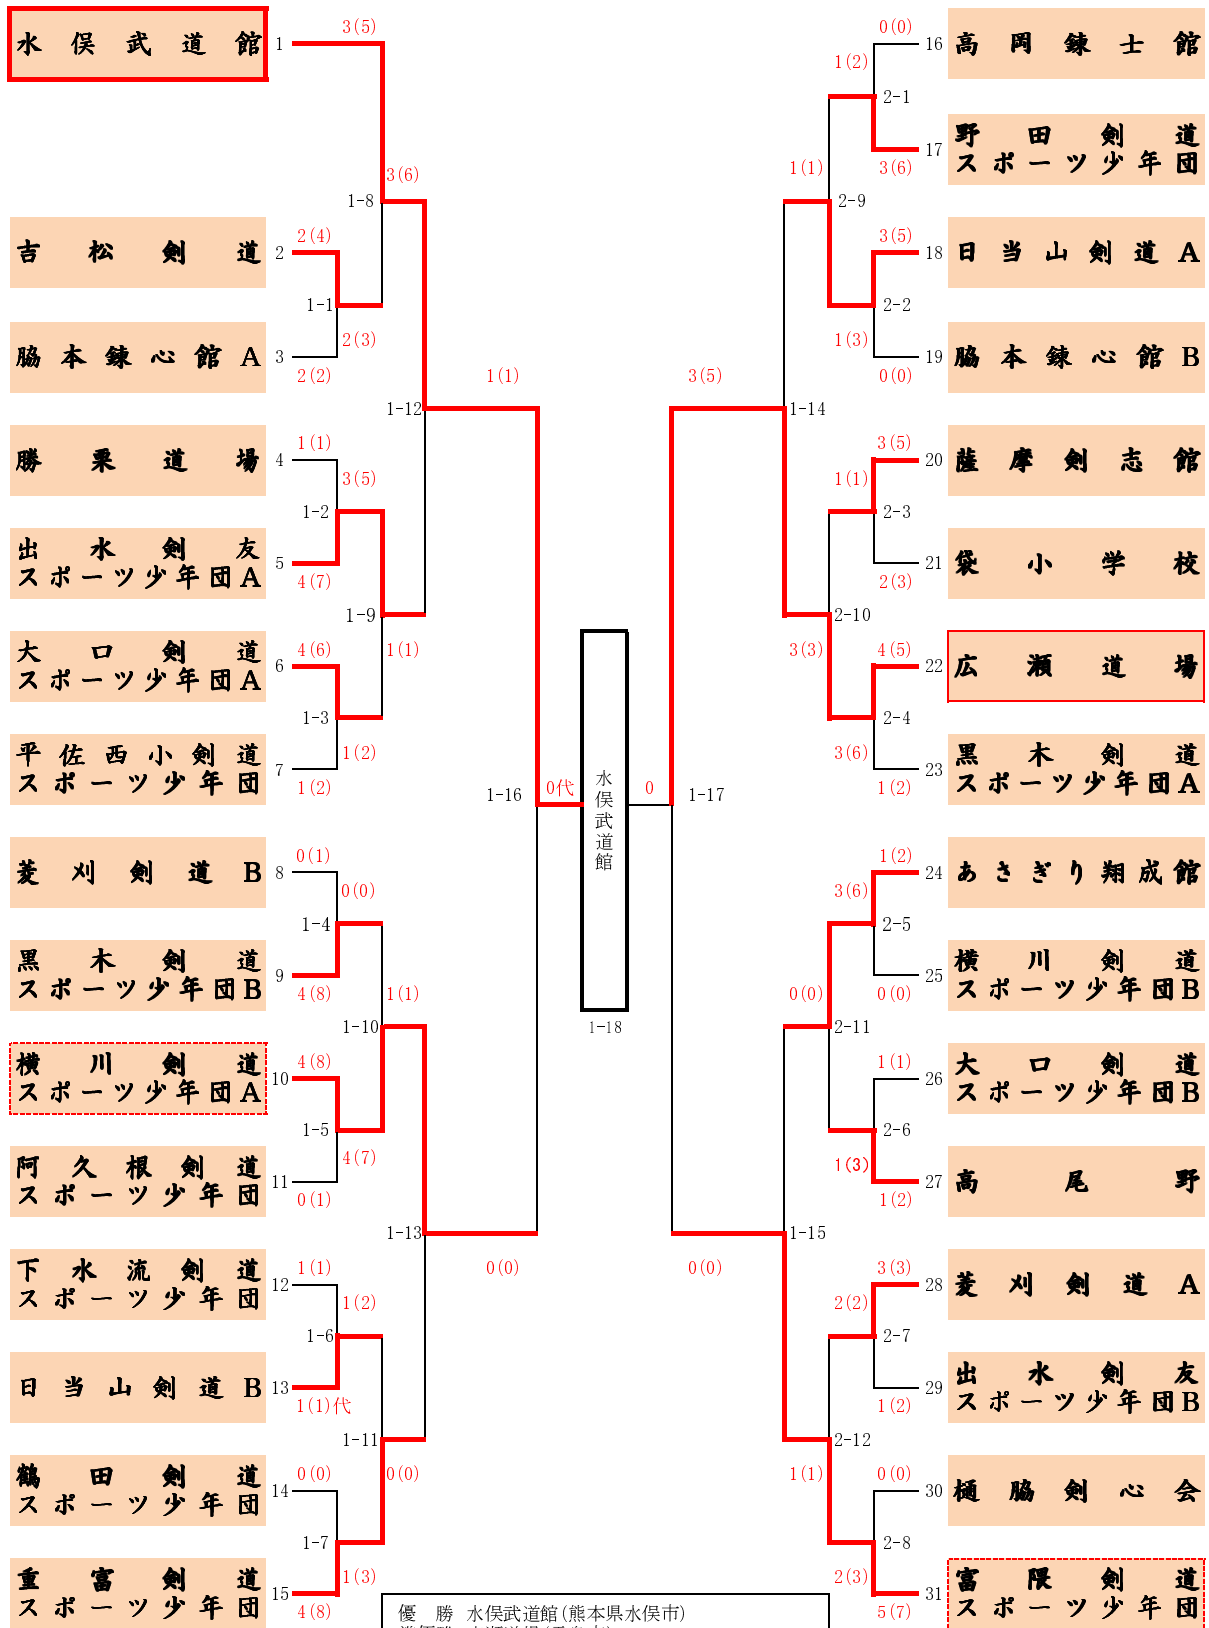 水俣武道館
1
3(5)
3(6)
1-8
吉松剣道
2
2(4)
1-1
2(3)
脇本錬心館A
3
2(2)
1(1)
1-12
勝栗道場
4
1(1)
3(5)
1-2
出水剣友
スポーツ少年団A
5
4(7)
1-9
1(1)
大口剣道
スポーツ少年団A
6
4(6)
1-3
1(2)
平佐西小剣道
スポーツ少年団
7
1(2)
1-16
0代
菱刈剣道B
8
0(1)
0(0)
1-4
黒木剣道
スポーツ少年団B
9
4(8)
1(1)
1-10
横川剣道
スポーツ少年団A
10
4(8)
1-5
4(7)
阿久根剣道
スポーツ少年団
11
0(1)
1-13
0(0)
下水流剣道
スポーツ少年団
12
1(1)
1(2)
1-6
日当山剣道B
13
1(1)代
1-11
0(0)
鶴田剣道
スポーツ少年団
14
0(0)
1-7
1(3)
重富剣道
スポーツ少年団
15
4(8)
水俣武道館
1-18
0(0)
16
高岡錬士館
1(2)
2-1
野田剣道
スポーツ少年団
17
3(6)
1(1)
2-9
3(5)
18
日当山剣道A
2-2
1(3)
19
脇本錬心館B
0(0)
3(5)
1-14
3(5)
20
薩摩剣志館
1(1)
2-3
21
袋小学校
2(3)
2-10
3(3)
4(5)
22
広瀬道場
2-4
3(6)
黒木剣道
スポーツ少年団A
23
1(2)
0
1-17
1(2)
24
あさぎり翔成館
3(6)
2-5
横川剣道
スポーツ少年団B
25
0(0)
0(0)
2-11
1(1)
26
大口剣道
スポーツ少年団B
2-6
1(3)
27
高尾野
1(2)
1-15
0(0)
3(3)
28
菱刈剣道A
2(2)
2-7
出水剣友
スポーツ少年団B
29
1(2)
2-12
1(1)
0(0)
30
樋脇剣心会
2-8
2(3)
31
富隈剣道
スポーツ少年団
5(7)
優　勝　水俣武道館(熊本県水俣市)